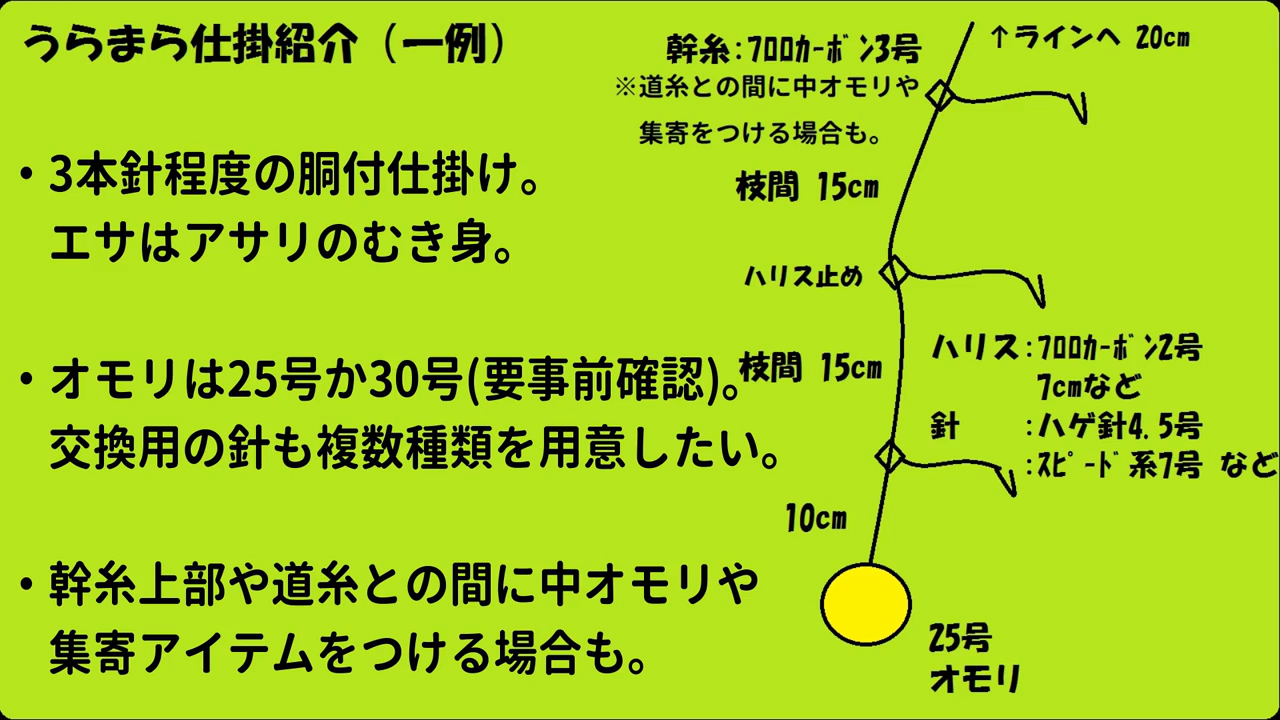 うらまら仕掛紹介（一例）
・3本針程度の胴付仕掛け。
エサはアサリのむき身。
・オモリは25号か30号(要事前確認)。
交換用の針も複数種類を用意したい。
・幹糸上部や道糸との間に中オモリや
集寄アイテムをつける場合も。
↑ラインへ 20cm
幹糸:ﾌﾛﾛｶｰﾎﾞﾝ3号
※道糸との間に中オモリや
集寄をつける場合も。
枝間 15cm
ハリス止め
枝間 15cm
ハリス:ﾌﾛﾛｶｰﾎﾞﾝ2号
7cmなど
針 :ハゲ針4.5号
:ｽﾋﾟｰﾄﾞ系7号 など
10cm
25号
オモリ